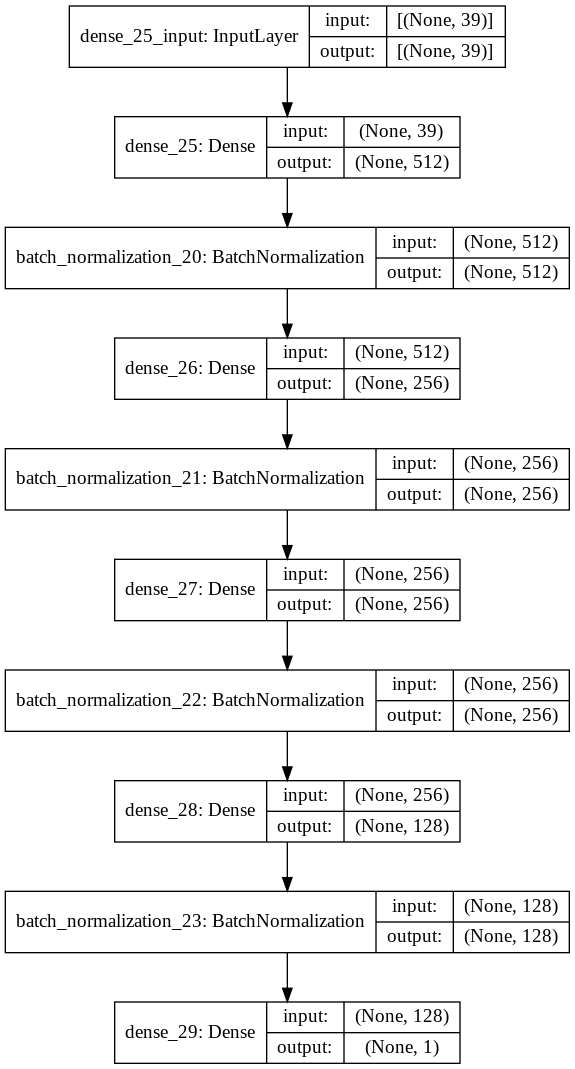 dense_25_input: InputLayer
input: [(None, 39)]
output: [(None, 39)]
dense_25: Dense
input: (None, 39)
output: (None, 512)
batch_normalization_20: BatchNormalization
input: (None, 512)
output: (None, 512)
dense_26: Dense
input: (None, 512)
output: (None, 256)
batch_normalization_21: BatchNormalization
input: (None, 256)
output: (None, 256)
dense_27: Dense
input: (None, 256)
output: (None, 256)
batch_normalization_22: BatchNormalization
input: (None, 256)
output: (None, 256)
dense_28: Dense
input: (None, 256)
output: (None, 128)
batch_normalization_23: BatchNormalization
input: (None, 128)
output: (None, 128)
dense_29: Dense
input: (None, 128)
output: (None, 1)